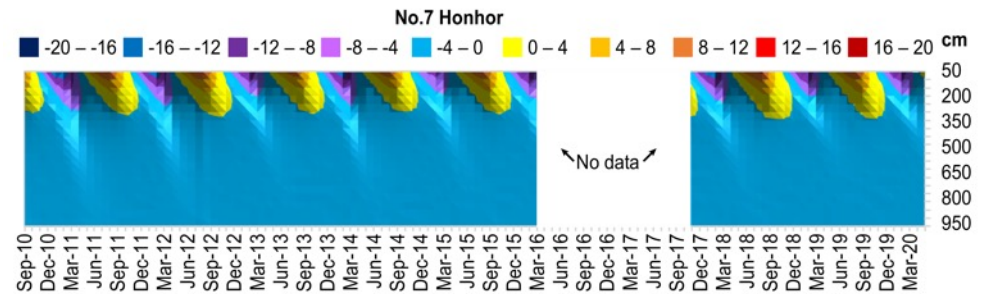 No.7 Honhor
-20 – -16 -16 – -12 -12 – -8 -8 – -4 -4 – 0 0 – 4 4 – 8 8 – 12 12 – 16 16 – 20 cm
50
200
350
500
650
800
950
No data
Sep-10 Dec-10 Mar-11 Jun-11 Sep-11 Dec-11 Mar-12 Jun-12 Sep-12 Dec-12 Mar-13 Jun-13 Sep-13 Dec-13 Mar-14 Jun-14 Sep-14 Dec-14 Mar-15 Jun-15 Sep-15 Dec-15 Mar-16 Jun-16 Sep-16 Dec-16 Mar-17 Jun-17 Sep-17 Dec-17 Mar-18 Jun-18 Sep-18 Dec-18 Mar-19 Jun-19 Sep-19 Dec-19 Mar-20